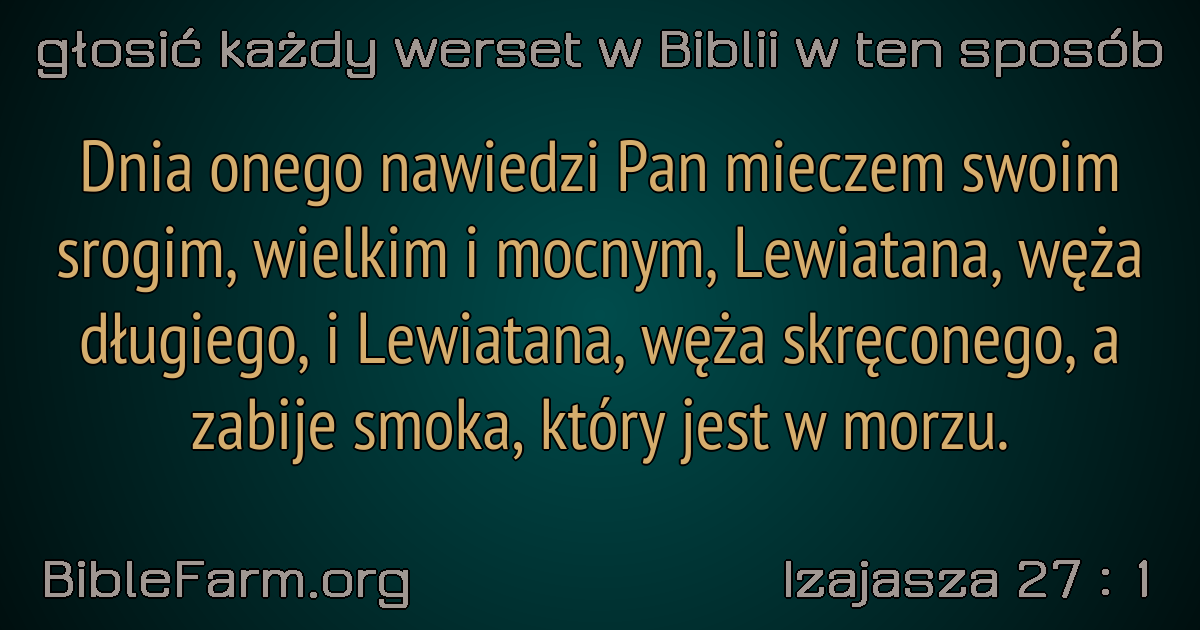 głosić każdy werset w Biblii w ten sposób
Dnia onego nawiedzi Pan mieczem swoim
srogim, wielkim i mocnym, Lewiatana, węża
długiego, i Lewiatana, węża skręconego, a
zabije smoka, który jest w morzu.
BibleFarm.org
Izajasza 27 : 1